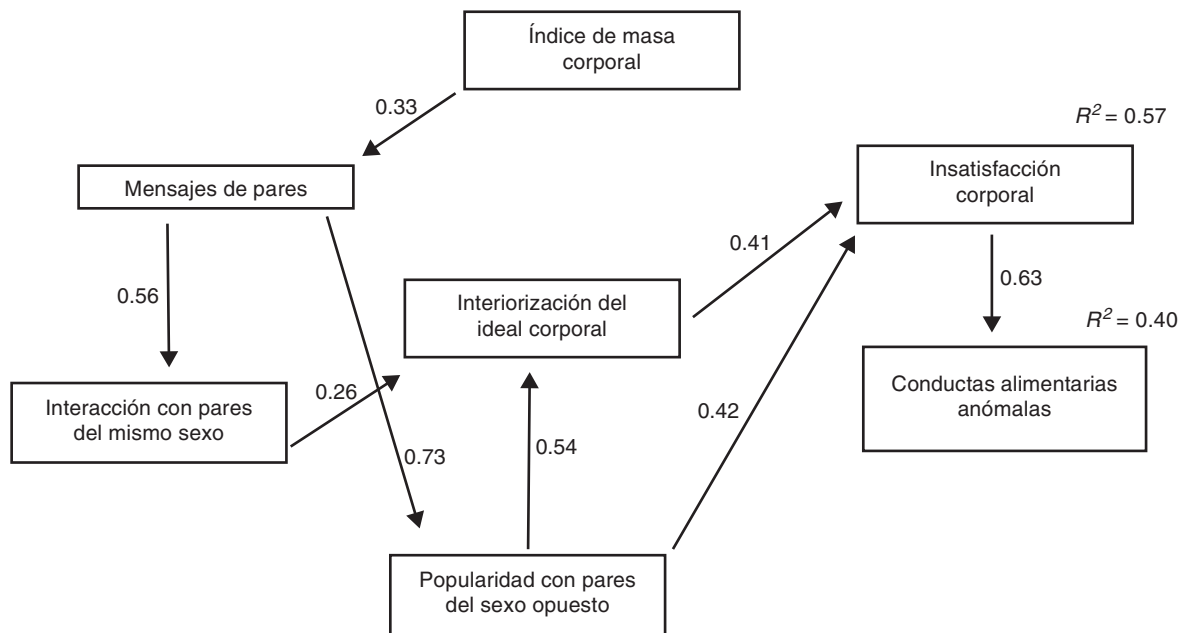 Índice de masa
corporal
0.33
R² = 0.57
Mensajes de pares
Insatisfacción
corporal
0.41
0.56
Interiorización del
ideal corporal
0.63
R² = 0.40
Interacción con pares
del mismo sexo
0.26
Conductas alimentarias
anómalas
0.42
0.73
0.54
Popularidad con pares
del sexo opuesto